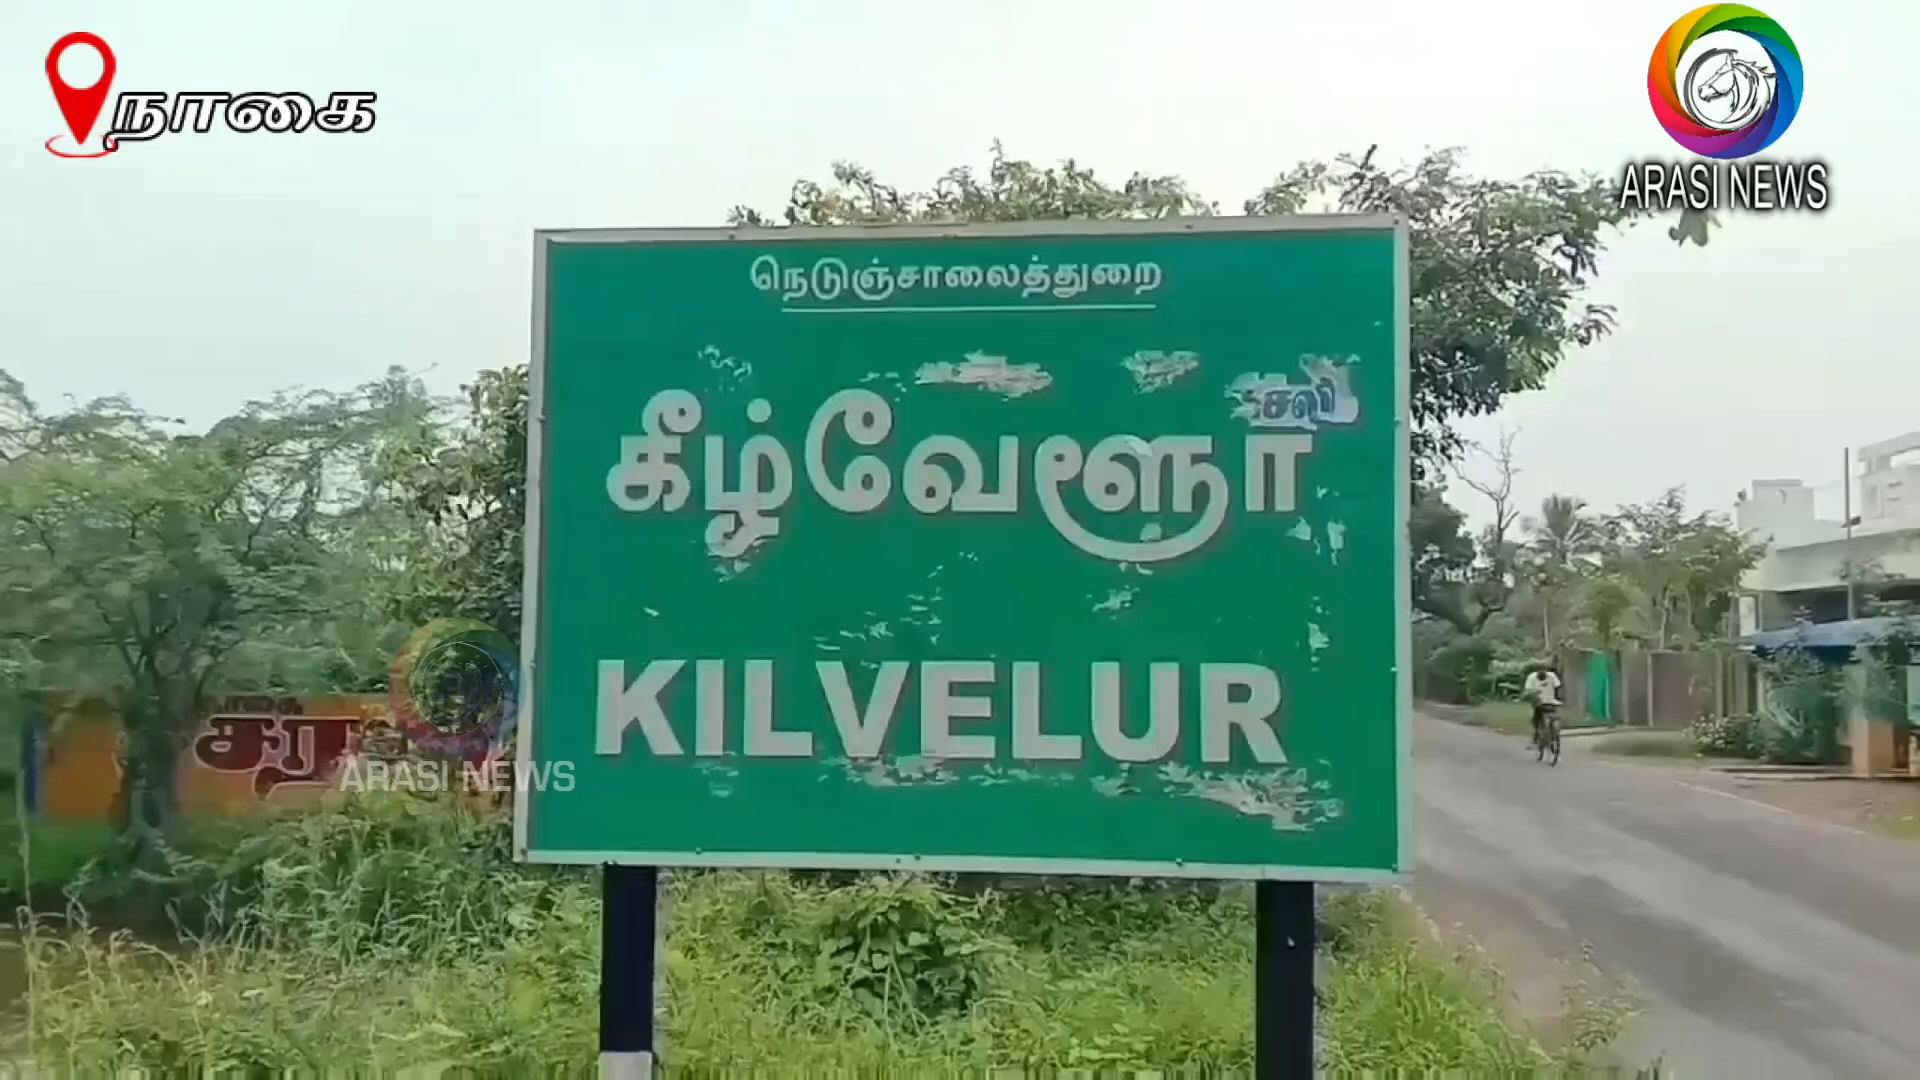 நாகை
ARASI NEWS
நெடுஞ்சாலைத்துறை
கீழ்வேளூர்
KILVELUR
ARASI NEWS